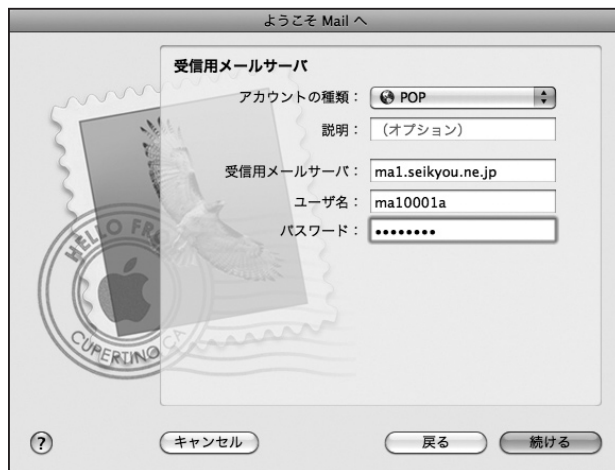 ようこそ Mail へ
受信用メールサーバ
アカウントの種類： POP
説明： （オプション）
受信用メールサーバ： ma1.seikyou.ne.jp
ユーザ名： ma10001a
パスワード： ••••••••
HELLO FR
CUPERTINO CA
? キャンセル 戻る 続ける